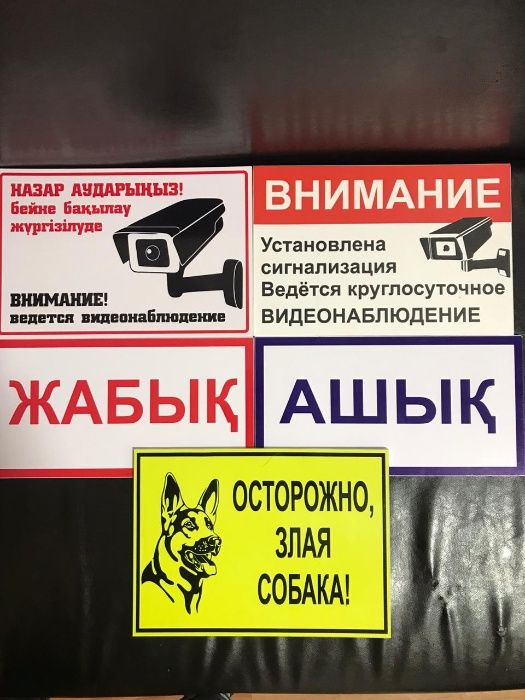 НАЗАР АУДАРЫҢЫЗ!
бейне бақылау
жүргізілуде
ВНИМАНИЕ!
ведется видеонаблюдение
ВНИМАНИЕ
Установлена
сигнализация
Ведётся круглосуточное
ВИДЕОНАБЛЮДЕНИЕ
ЖАБЫҚ
АШЫҚ
ОСТОРОЖНО,
ЗЛАЯ
СОБАКА!